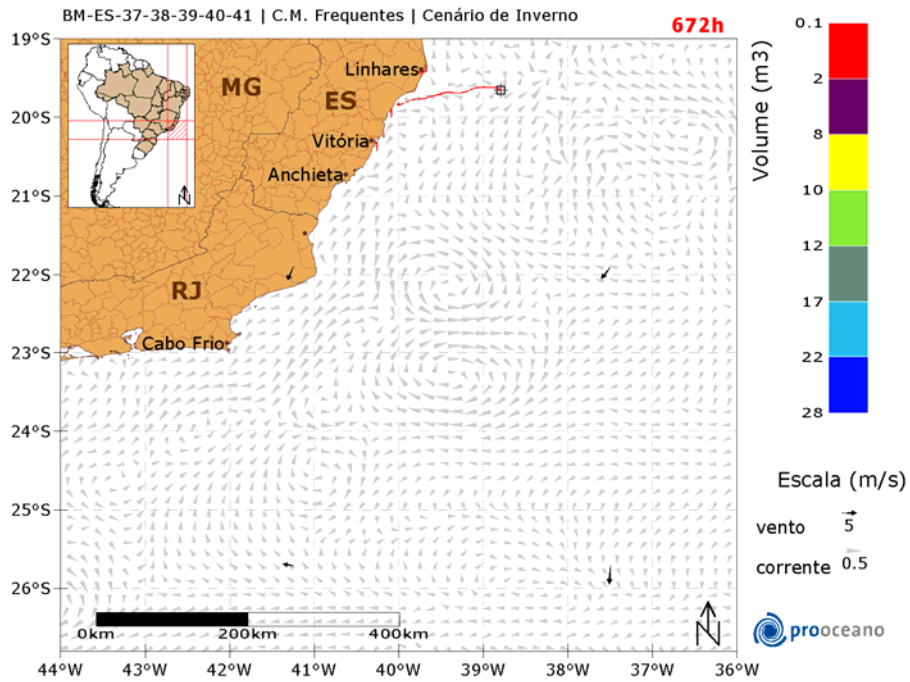 BM-ES-37-38-39-40-41 | C.M. Frequentes | Cenário de Inverno
672h
19°S
20°S
21°S
22°S
23°S
24°S
25°S
26°S
MG
ES
RJ
Linhares
Vitória
Anchieta
Cabo Frio
N
0km
200km
400km
N
44°W
43°W
42°W
41°W
40°W
39°W
38°W
37°W
36°W
Volume (m3)
0.1
2
8
10
12
17
22
28
Escala (m/s)
vento 5
corrente 0.5
prooceano